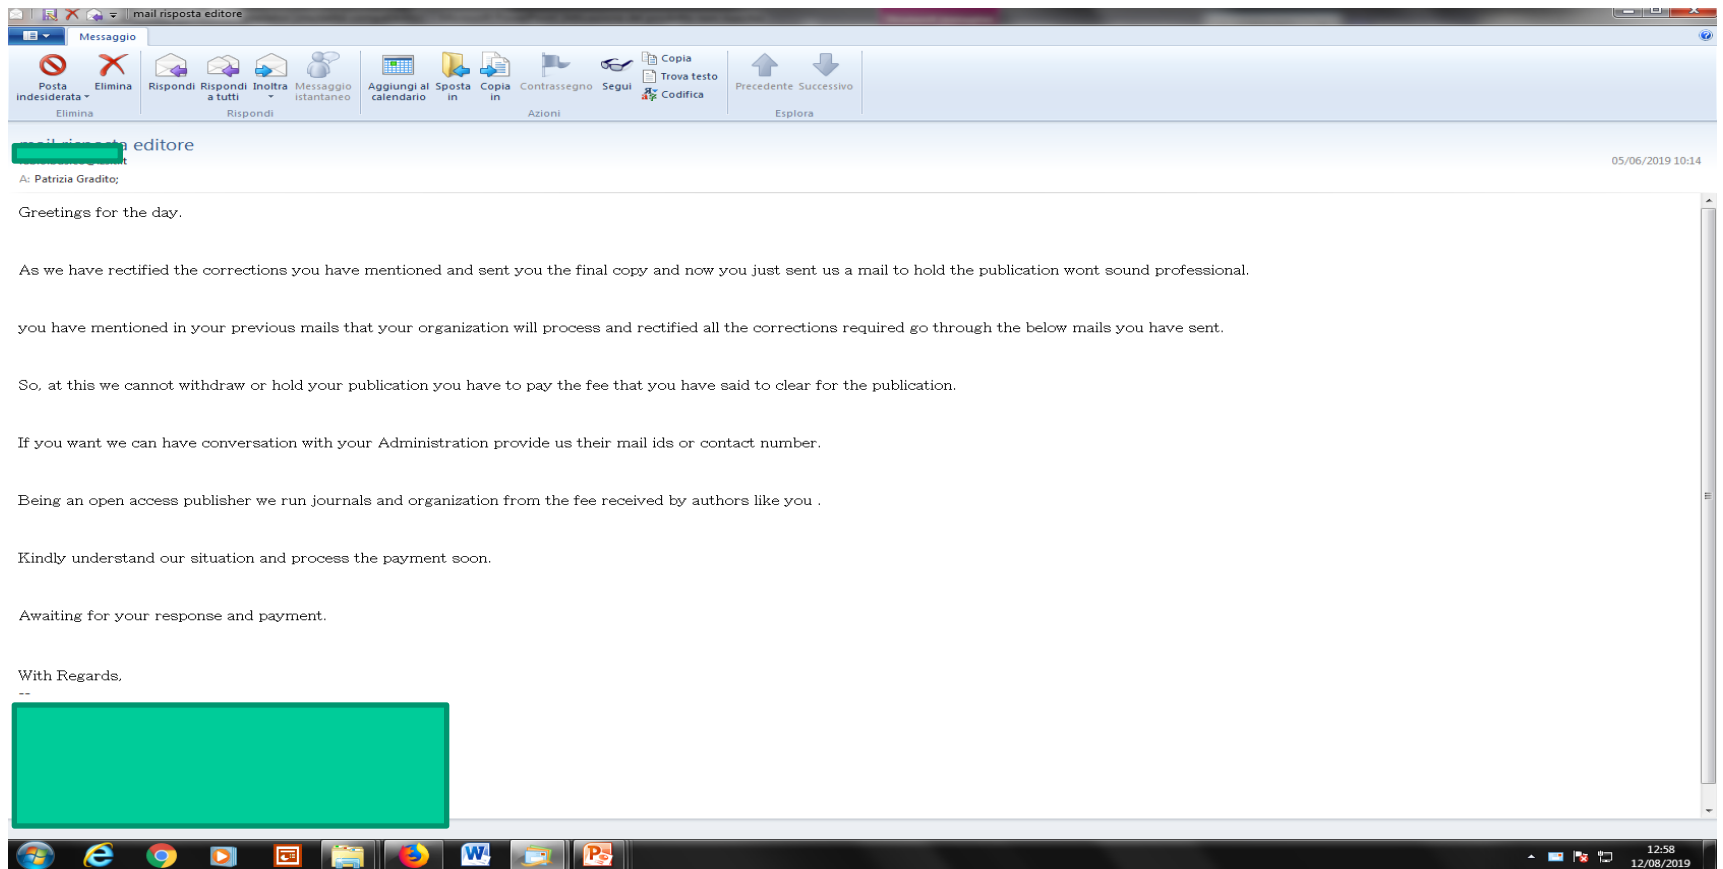 mail risposta editore
Messaggio
Posta indesiderata
Elimina
Rispondi
Rispondi a tutti
Inoltra
Messaggio istantaneo
Aggiungi al calendario
Sposta in
Copia in
Contrassegno
Segui
Copia
Trova testo
Codifica
Precedente
Successivo
Elimina
Rispondi
Azioni
Esplora
editore
05/06/2019 10:14
A: Patrizia Gradito;
Greetings for the day.
As we have rectified the corrections you have mentioned and sent you the final copy and now you just sent us a mail to hold the publication wont sound professional.
you have mentioned in your previous mails that your organization will process and rectified all the corrections required go through the below mails you have sent.
So, at this we cannot withdraw or hold your publication you have to pay the fee that you have said to clear for the publication.
If you want we can have conversation with your Administration provide us their mail ids or contact number.
Being an open access publisher we run journals and organization from the fee received by authors like you .
Kindly understand our situation and process the payment soon.
Awaiting for your response and payment.
With Regards,
--
12:58
12/08/2019